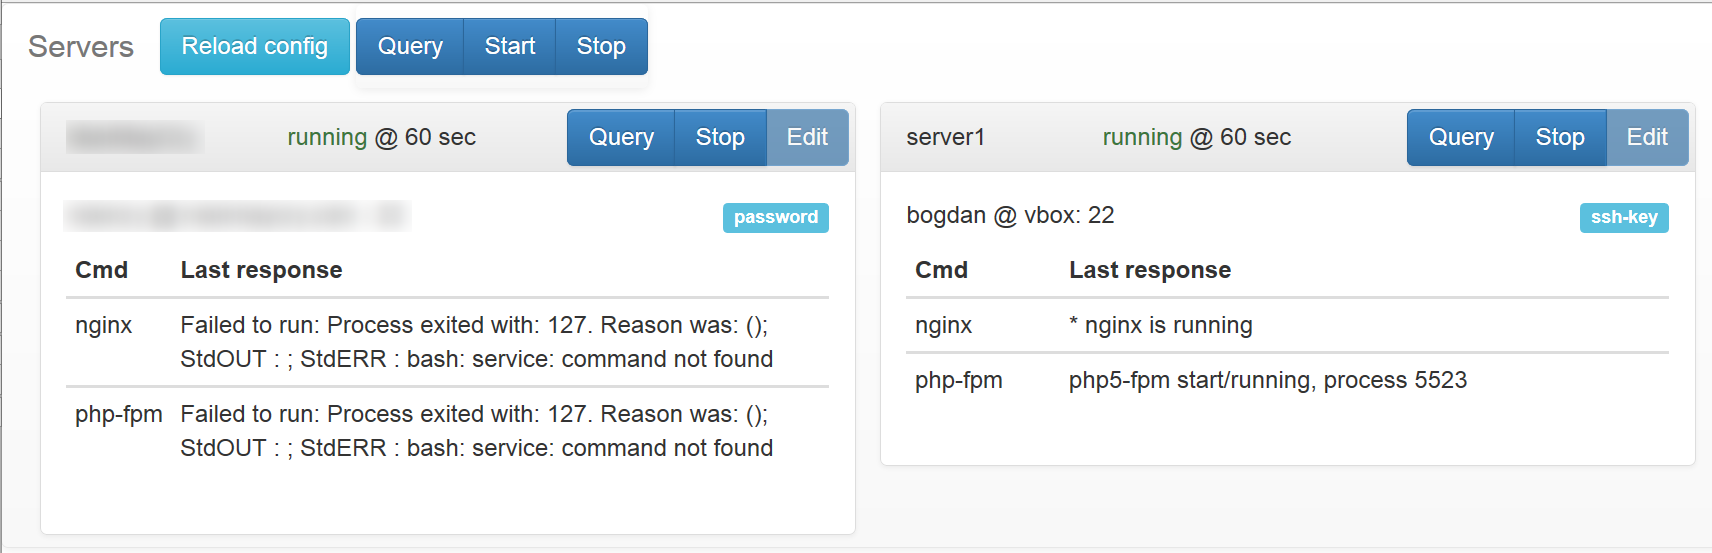 Servers Reload config Query Start Stop
running @ 60 sec Query Stop Edit
password
Cmd Last response
nginx Failed to run: Process exited with: 127. Reason was: ();
StdOUT : ; StdERR : bash: service: command not found
php-fpm Failed to run: Process exited with: 127. Reason was: ();
StdOUT : ; StdERR : bash: service: command not found
server1 running @ 60 sec Query Stop Edit
bogdan @ vbox: 22 ssh-key
Cmd Last response
nginx * nginx is running
php-fpm php5-fpm start/running, process 5523